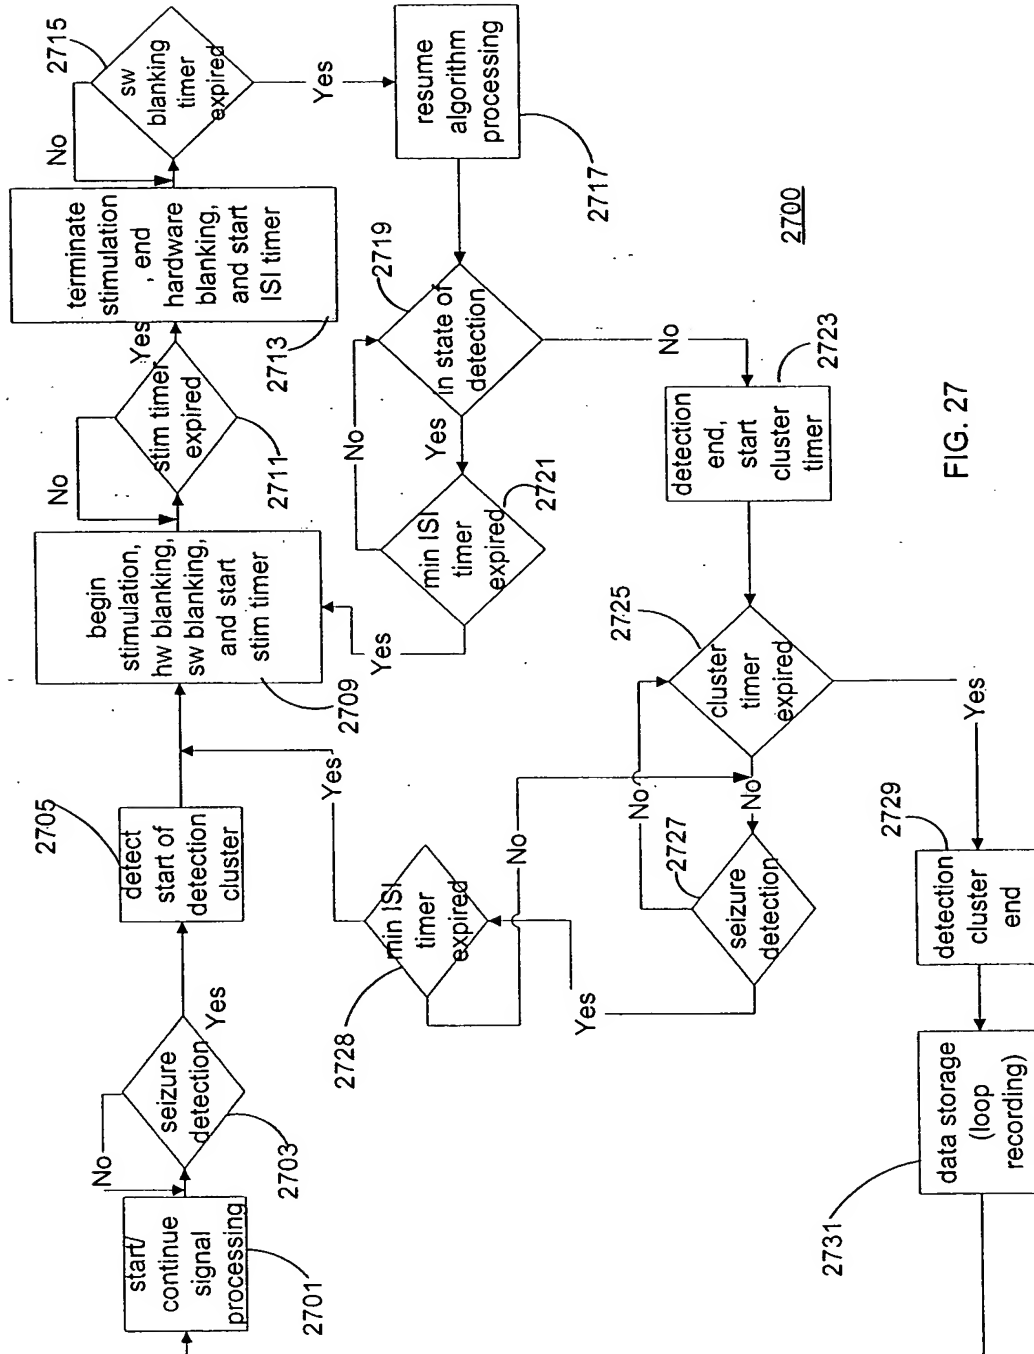 start/
continue
signal
processing
2701
No
seizure
detection
2703
Yes
detect
start of
detection
cluster
2705
begin
stimulation,
hw blanking,
sw blanking,
and start
stim timer
2709
No
stim timer
expired
2711
Yes
terminate
stimulation
, end
hardware
blanking,
and start
ISI timer
2713
No
sw
blanking
timer
expired
2715
Yes
resume
algorithm
processing
2717
in state of
detection
2719
Yes
No
min ISI
timer
expired
2721
Yes
No
detection
end,
start
cluster
timer
2723
cluster
timer
expired
2725
No
seizure
detection
2727
No
Yes
min ISI
timer
expired
2728
Yes
No
Yes
detection
cluster
end
2729
data storage
(loop
recording)
2731
2700
FIG. 27